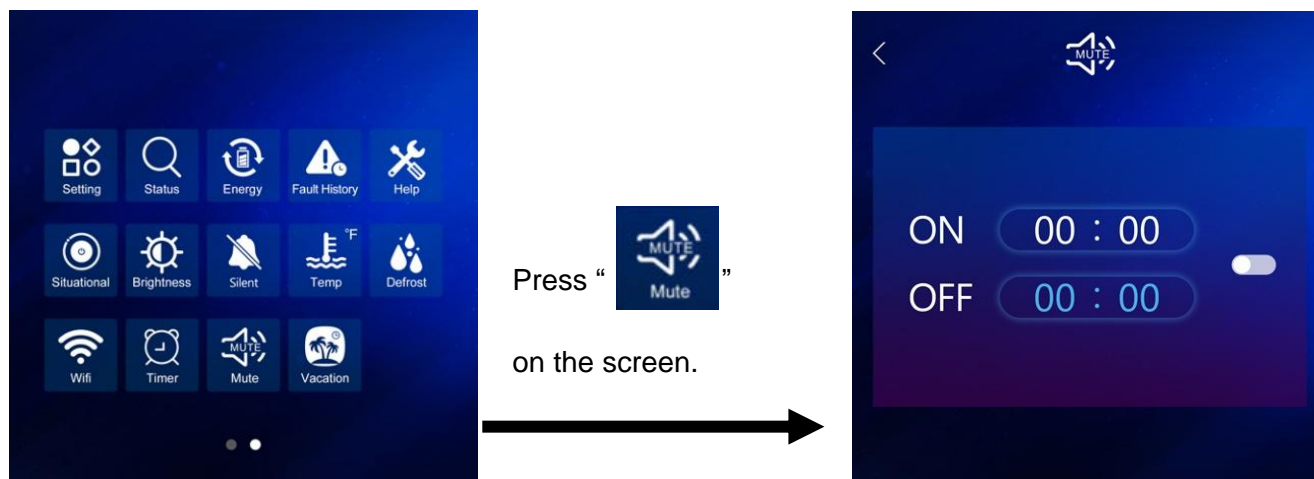 Setting Status Energy Fault History Help
°F
Situational Brightness Silent Temp Defrost
MUTE
Wifi Timer Mute Vacation
Press “ MUTE ”
Mute
on the screen.
MUTE
ON 00 : 00
OFF 00 : 00